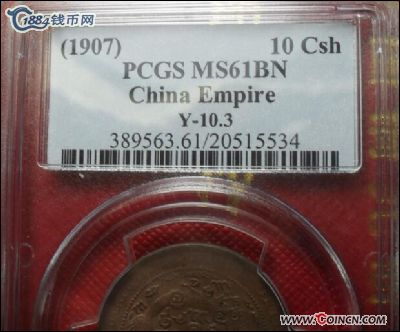 1884钱币网
(1907) 10 Csh
PCGS MS61BN
China Empire
Y-10.3
389563.61/20515534
www.COINCN.com